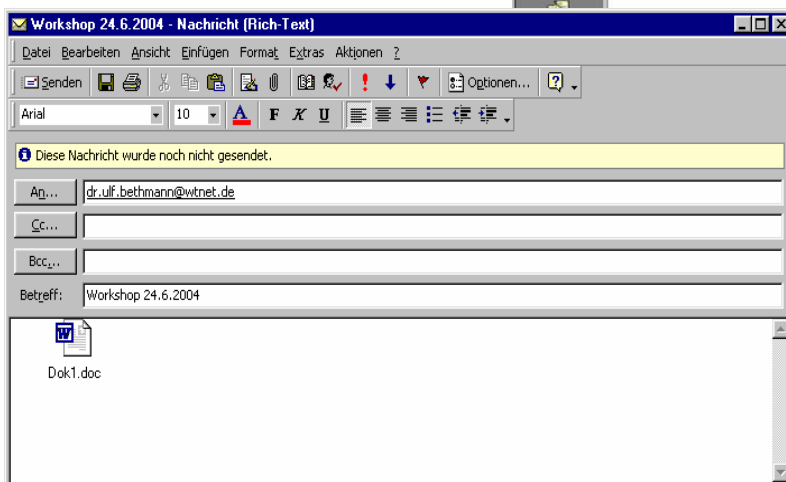 Workshop 24.6.2004 - Nachricht (Rich-Text)
Datei Bearbeiten Ansicht Einfügen Format Extras Aktionen ?
Senden Optionen...
Arial 10 A F K U
Diese Nachricht wurde noch nicht gesendet.
An... dr.ulf.bethmann@wtnet.de
Cc...
Bcc...
Betreff: Workshop 24.6.2004
W
Dok1.doc